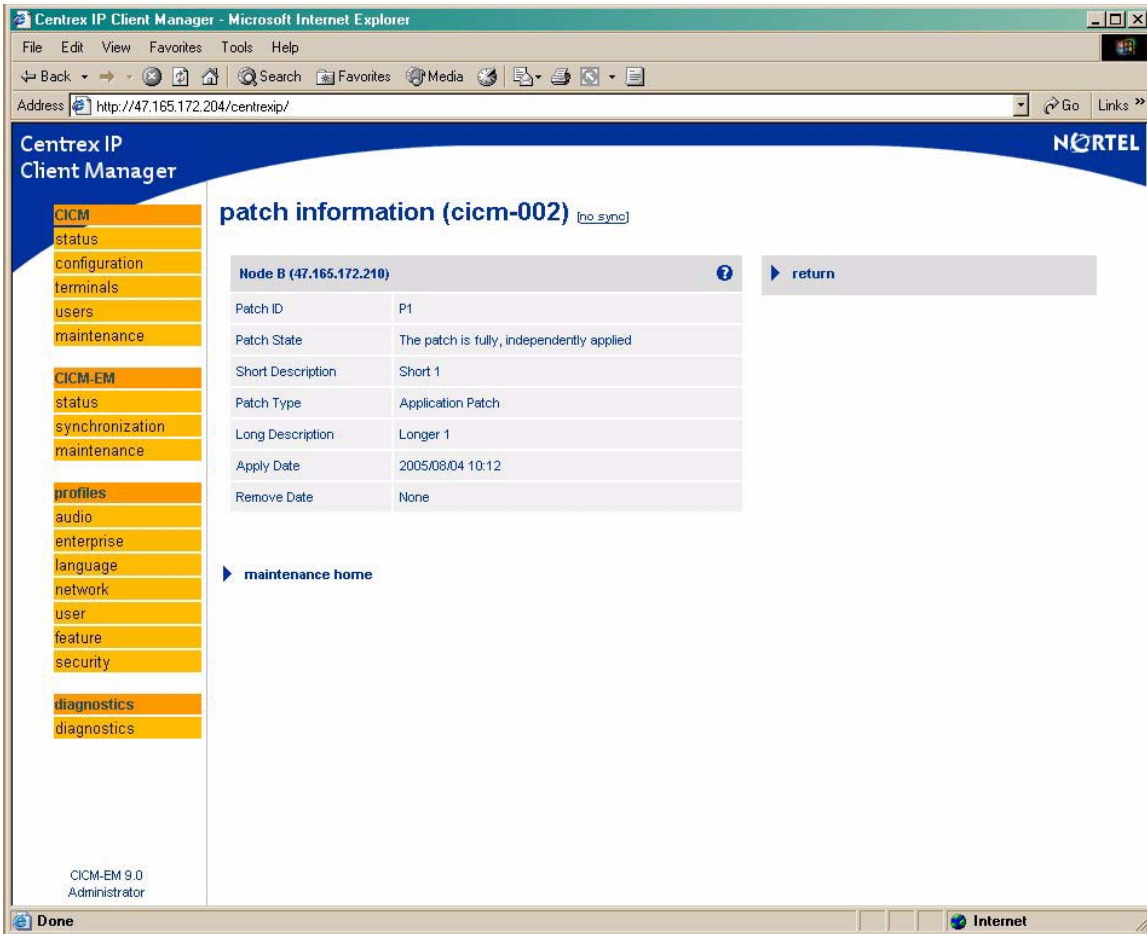 Centrex IP Client Manager - Microsoft Internet Explorer
File Edit View Favorites Tools Help
Back Search Favorites Media
Address http://47.165.172.204/centrexip/ Go Links »
Centrex IP
Client Manager
NORTEL
CICM
status
configuration
terminals
users
maintenance
CICM-EM
status
synchronization
maintenance
profiles
audio
enterprise
language
network
user
feature
security
diagnostics
diagnostics
CICM-EM 9.0
Administrator
patch information (cicm-002) [no sync]
Node B (47.165.172.210) ?
Patch ID P1
Patch State The patch is fully, independently applied
Short Description Short 1
Patch Type Application Patch
Long Description Longer 1
Apply Date 2005/08/04 10:12
Remove Date None
return
maintenance home
Done Internet